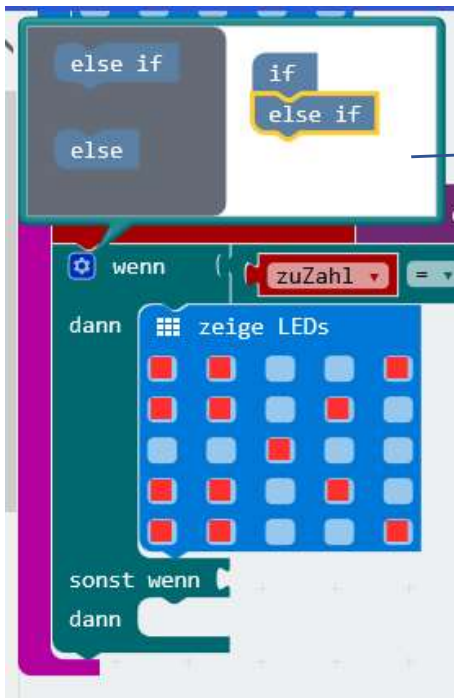 else if
if
else if
else
wenn ( zuZahl =
dann zeige LEDs
sonst wenn
dann